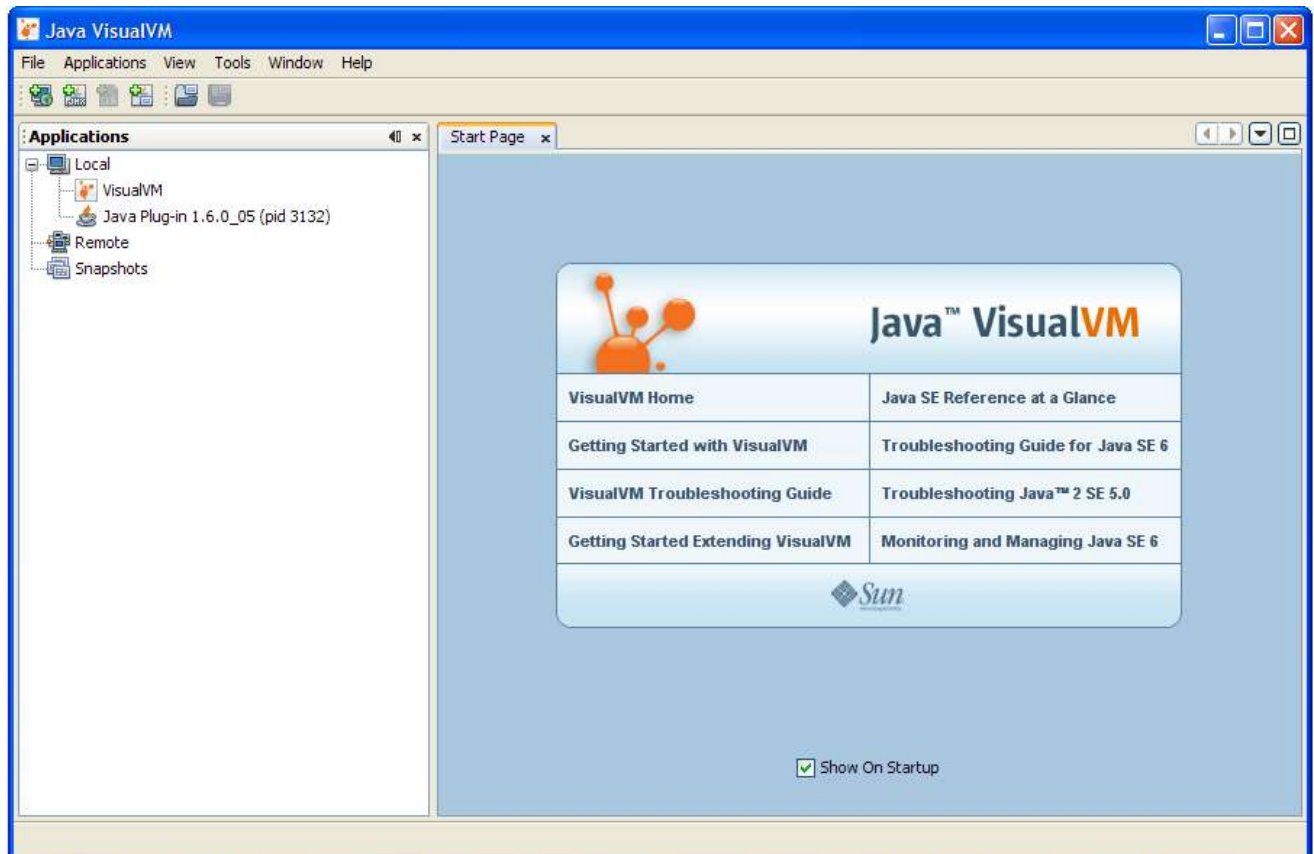 Java VisualVM
File Applications View Tools Window Help
Applications
Start Page
Local
VisualVM
Java Plug-in 1.6.0_05 (pid 3132)
Remote
Snapshots
Java™ VisualVM
VisualVM Home
Java SE Reference at a Glance
Getting Started with VisualVM
Troubleshooting Guide for Java SE 6
VisualVM Troubleshooting Guide
Troubleshooting Java™ 2 SE 5.0
Getting Started Extending VisualVM
Monitoring and Managing Java SE 6
Sun
Show On Startup